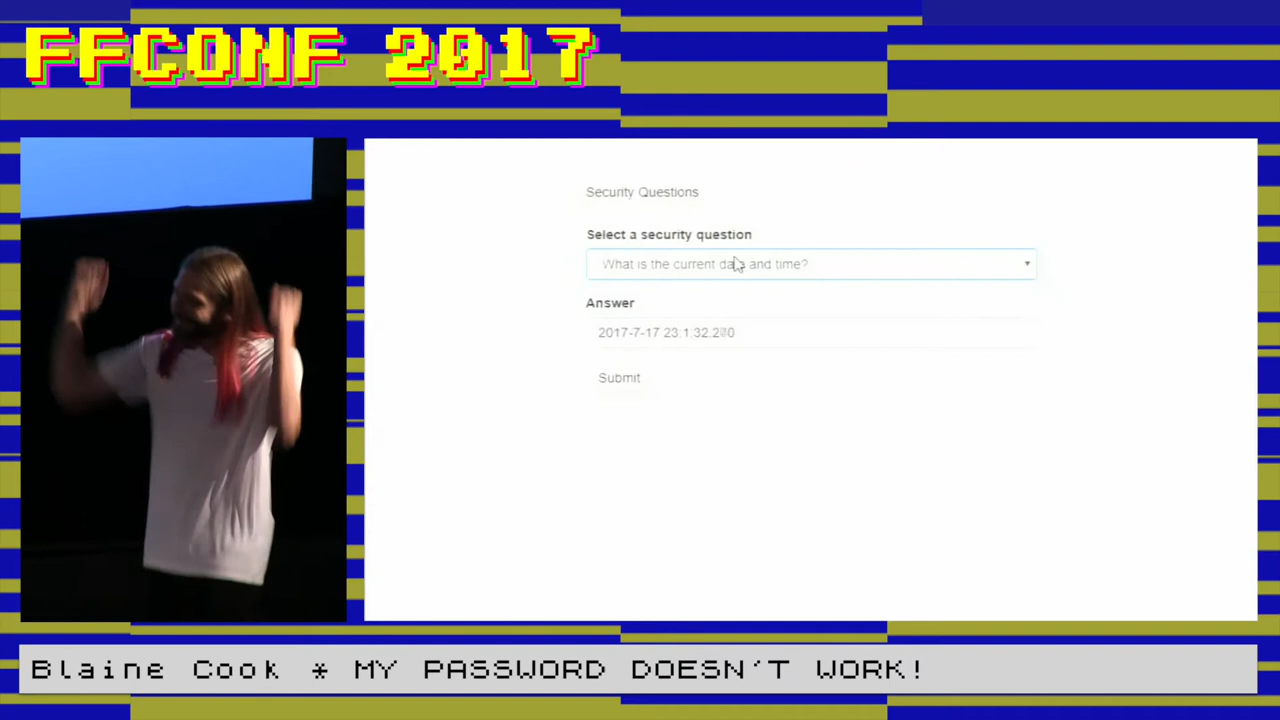 FFCONF 2017
Security Questions
Select a security question
What is the current date and time?
Answer
Submit
Blaine Cook * MY PASSWORD DOESN'T WORK!